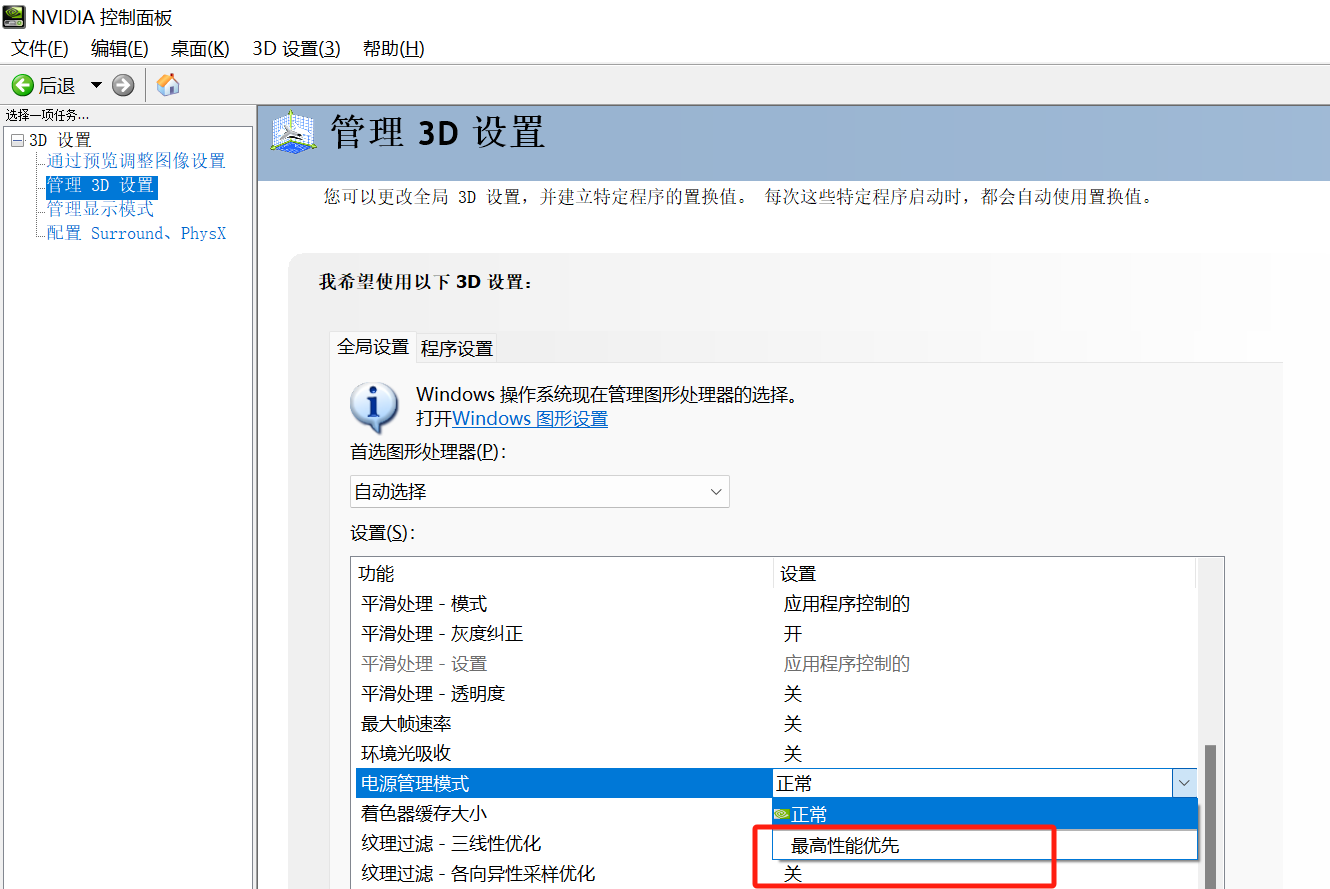 NVIDIA 控制面板
文件(F) 编辑(E) 桌面(K) 3D 设置(3) 帮助(H)
后退
选择一项任务...
3D 设置
通过预览调整图像设置
管理 3D 设置
管理显示模式
配置 Surround、PhysX
管理 3D 设置
您可以更改全局 3D 设置，并建立特定程序的置换值。 每次这些特定程序启动时，都会自动使用置换值。
我希望使用以下 3D 设置:
全局设置 程序设置
Windows 操作系统现在管理图形处理器的选择。
打开Windows 图形设置
首选图形处理器(P):
自动选择
设置(S):
功能 设置
平滑处理 - 模式 应用程序控制的
平滑处理 - 灰度纠正 开
平滑处理 - 设置 应用程序控制的
平滑处理 - 透明度 关
最大帧速率 关
环境光吸收 关
电源管理模式 正常
着色器缓存大小 正常
纹理过滤 - 三线性优化 最高性能优先
纹理过滤 - 各向异性采样优化 关